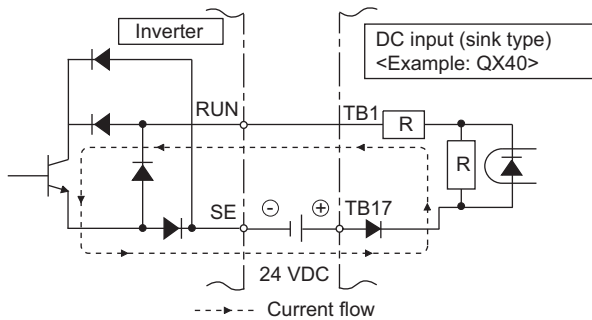 Inverter
DC input (sink type)
<Example: QX40>
RUN
TB1
R
R
SE
⊖
⊕
TB17
24 VDC
Current flow